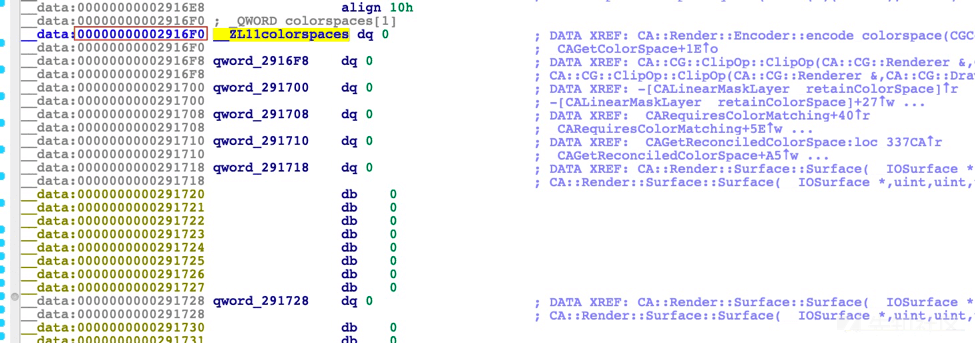 __data:00000000002916E8 align 10h
__data:00000000002916F0 ; _QWORD colorspaces[1]
__data:00000000002916F0 __ZL11colorspaces dq 0 ; DATA XREF: CA::Render::Encoder::encode colorspace(CGC
__data:00000000002916F0 ; CAGetColorSpace+1E↑o
__data:00000000002916F8 qword_2916F8 dq 0 ; DATA XREF: CA::CG::ClipOp::ClipOp(CA::CG::Renderer &,
__data:00000000002916F8 ; CA::CG::ClipOp::ClipOp(CA::CG::Renderer &,CA::CG::Dra
__data:0000000000291700 qword_291700 dq 0 ; DATA XREF: -[CALinearMaskLayer retainColorSpace]↑r
__data:0000000000291700 ; -[CALinearMaskLayer retainColorSpace]+27↑w ...
__data:0000000000291708 qword_291708 dq 0 ; DATA XREF: CARequiresColorMatching+40↑r
__data:0000000000291708 ; CARequiresColorMatching+5E↑w ...
__data:0000000000291710 qword_291710 dq 0 ; DATA XREF: CAGetReconciledColorSpace:loc 337CA↑r
__data:0000000000291710 ; CAGetReconciledColorSpace+A5↑w ...
__data:0000000000291718 qword_291718 dq 0 ; DATA XREF: CA::Render::Surface::Surface( IOSurface *
__data:0000000000291718 ; CA::Render::Surface::Surface( IOSurface *,uint,uint,
__data:0000000000291720 db 0
__data:0000000000291721 db 0
__data:0000000000291722 db 0
__data:0000000000291723 db 0
__data:0000000000291724 db 0
__data:0000000000291725 db 0
__data:0000000000291726 db 0
__data:0000000000291727 db 0
__data:0000000000291728 qword_291728 dq 0 ; DATA XREF: CA::Render::Surface::Surface( IOSurface *
__data:0000000000291728 ; CA::Render::Surface::Surface( IOSurface *,uint,uint,
__data:0000000000291730 db 0
__data:0000000000291731 db 0